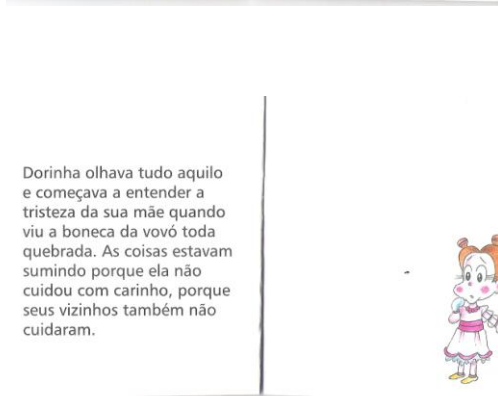 Dorinha olhava tudo aquilo
e começava a entender a
tristeza da sua mãe quando
viu a boneca da vovó toda
quebrada. As coisas estavam
sumindo porque ela não
cuidou com carinho, porque
seus vizinhos também não
cuidaram.